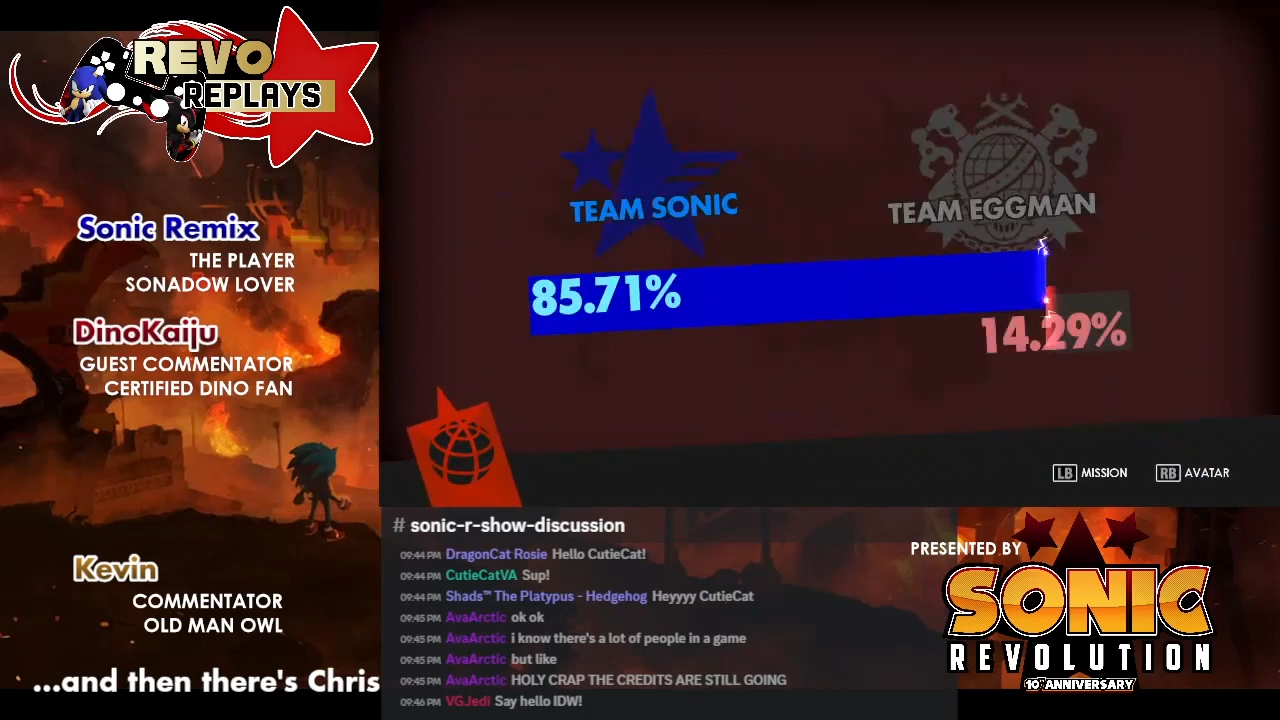 REVO
REPLAYS
Sonic Remix
THE PLAYER
SONADOW LOVER
DinoKaiju
GUEST COMMENTATOR
CERTIFIED DINO FAN
Kevin
COMMENTATOR
OLD MAN OWL
...and then there's Chris
TEAM SONIC
TEAM EGGMAN
85.71%
14.29%
LB MISSION RB AVATAR
# sonic-r-show-discussion
09:44 PM DragonCat Rosie Hello CutieCat!
09:44 PM CutieCatVA Sup!
09:44 PM Shads™ The Platypus - Hedgehog Heyyyy CutieCat
09:45 PM AvaArctic ok ok
09:45 PM AvaArctic i know there's a lot of people in a game
09:45 PM AvaArctic but like
09:45 PM AvaArctic HOLY CRAP THE CREDITS ARE STILL GOING
09:46 PM VGJedi Say hello IDW!
PRESENTED BY
SONIC
REVOLUTION
10TH ANNIVERSARY